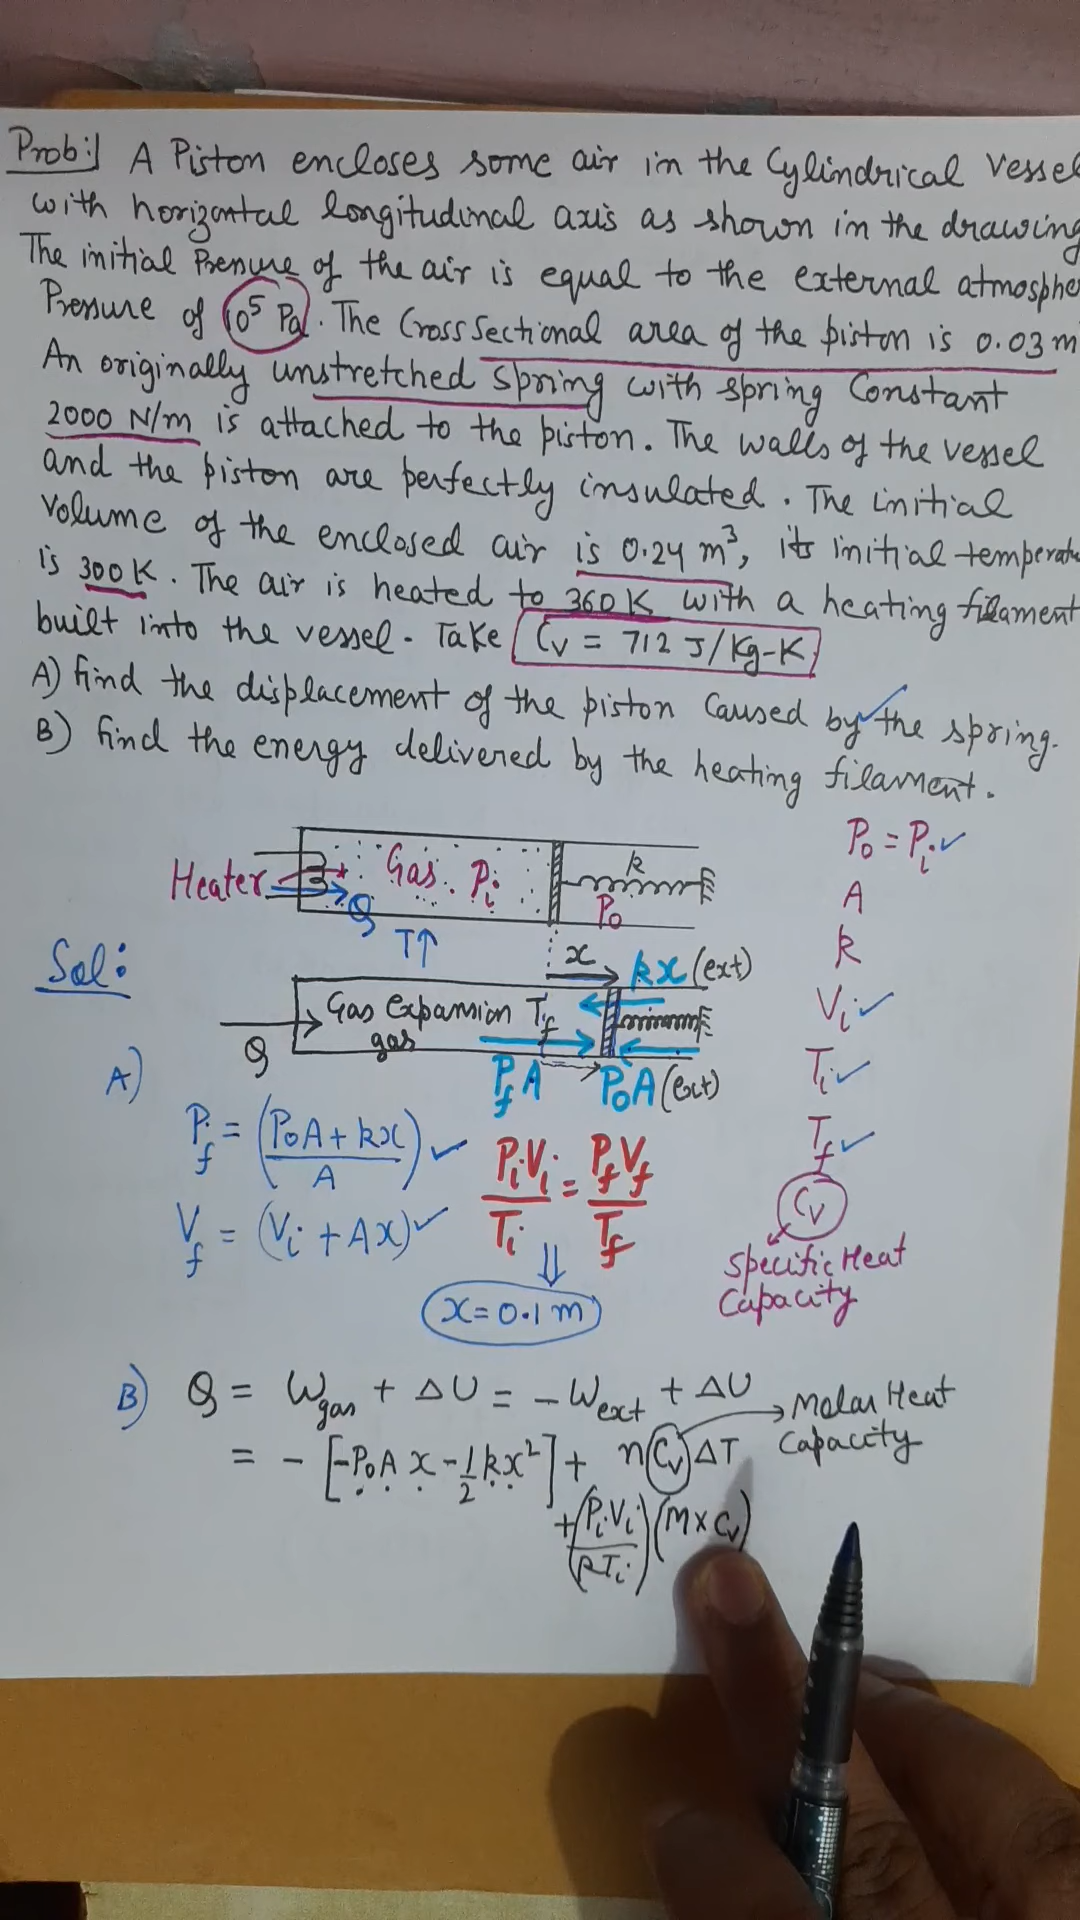 Prob:1 A Piston encloses some air in the Cylindrical Vessel
with horizontal longitudinal axis as shown in the drawing
The initial Pressure of the air is equal to the external atmosphe
Pressure of 10⁵ Pa. The Cross Sectional area of the piston is 0.03 m
An originally unstretched spring with spring Constant
2000 N/m is attached to the piston. The walls of the vessel
and the piston are perfectly insulated. The initial
volume of the enclosed air is 0.24 m³, its initial temperatu
is 300 K. The air is heated to 360 K with a heating filament
built into the vessel. Take Cv = 712 J/Kg-K
A) find the displacement of the piston Caused by the spring.
B) find the energy delivered by the heating filament.
P₀ = Pi ✓
Heater Gas Pi k
Q P₀
A
T↑
k
Sol:
x kx (ext)
Vi ✓
Gas Expansion Tf
gas
Q
Ti ✓
A) PfA P₀A (ext)
Tf ✓
Pf = (P₀A + kx / A) ✓ PiVi / Ti = PfVf / Tf
Cv
Vf = (Vi + Ax) ✓
Specific Heat
Capacity
⇓
x = 0.1 m
B) Q = Wgas + ΔU = -Wext + ΔU
→ Molar Heat
Capacity
= - [-P₀A x - 1/2 kx²] + n Cv ΔT
+ (PiVi / RTi) (M × Cv)